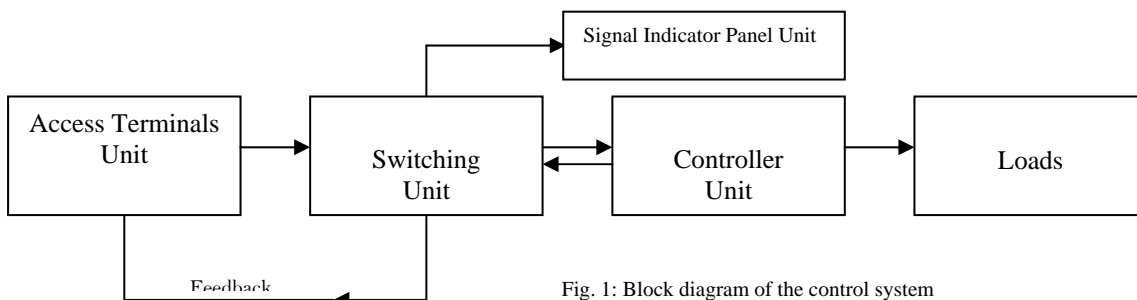 Signal Indicator Panel Unit
Access Terminals
Unit
Switching
Unit
Controller
Unit
Loads
Feedback
Fig. 1: Block diagram of the control system